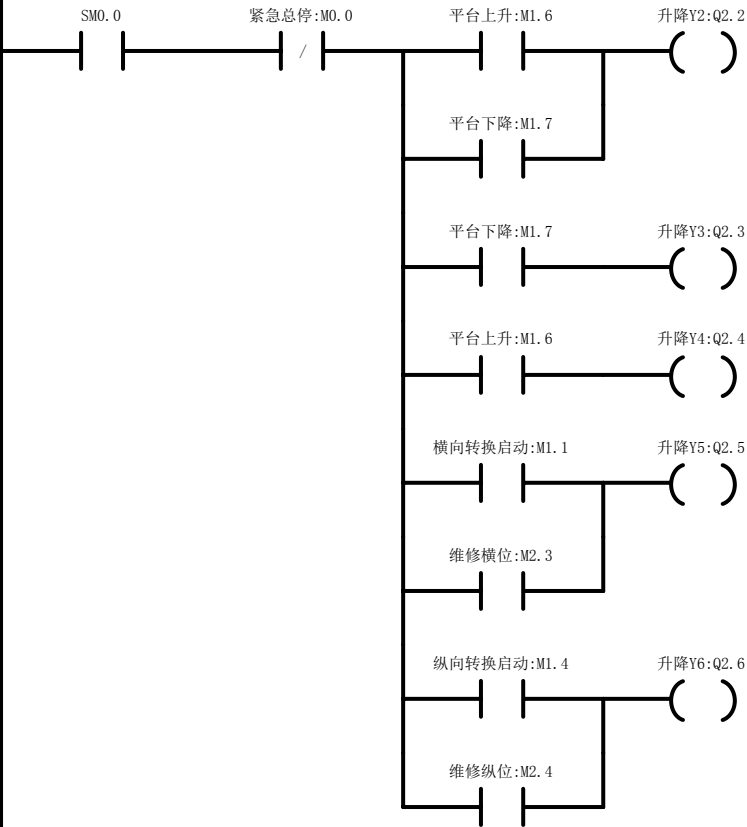 SM0.0 紧急总停:M0.0 平台上升:M1.6 升降Y2:Q2.2
/
平台下降:M1.7
平台下降:M1.7 升降Y3:Q2.3
平台上升:M1.6 升降Y4:Q2.4
横向转换启动:M1.1 升降Y5:Q2.5
维修横位:M2.3
纵向转换启动:M1.4 升降Y6:Q2.6
维修纵位:M2.4